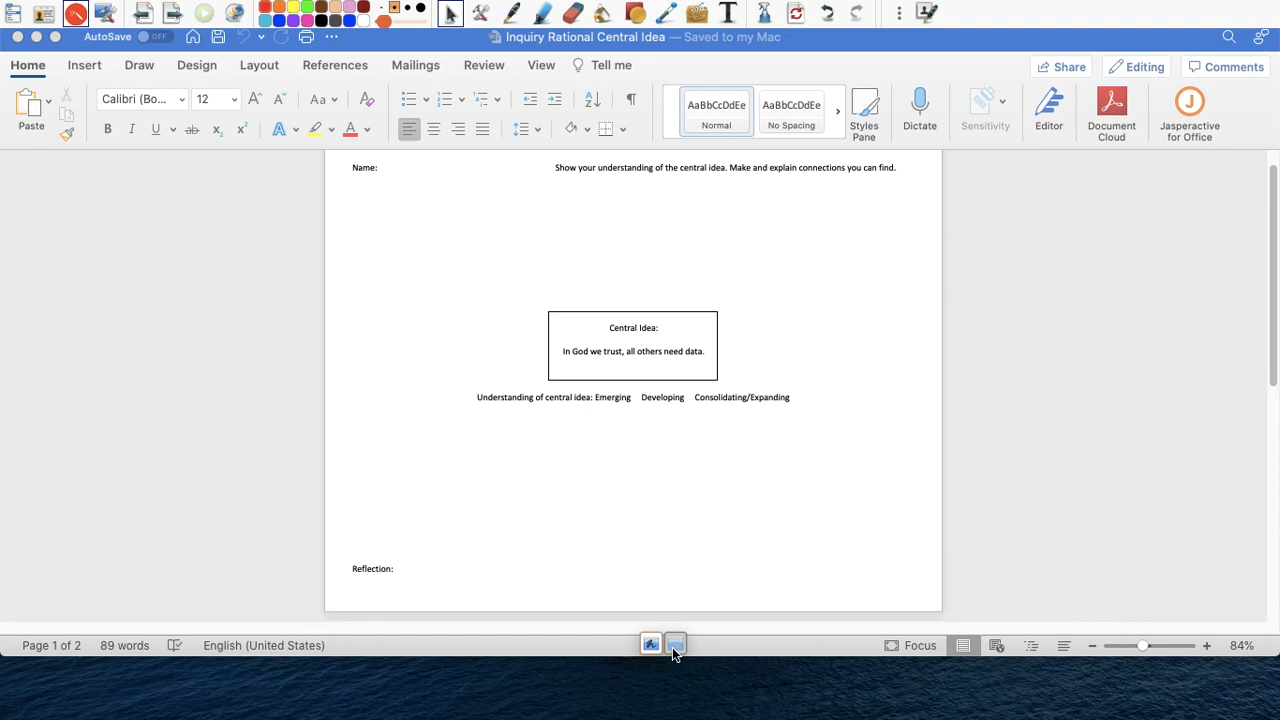 AutoSave OFF
Inquiry Rational Central Idea — Saved to my Mac
Home Insert Draw Design Layout References Mailings Review View Tell me Share Editing Comments
Paste
Calibri (Bo... 12
AaBbCcDdEe Normal
AaBbCcDdEe No Spacing
Styles Pane
Dictate
Sensitivity
Editor
Document Cloud
Jasperactive for Office
Name: Show your understanding of the central idea. Make and explain connections you can find.
Central Idea:
In God we trust, all others need data.
Understanding of central idea: Emerging Developing Consolidating/Expanding
Reflection:
Page 1 of 2 89 words English (United States) Focus 84%